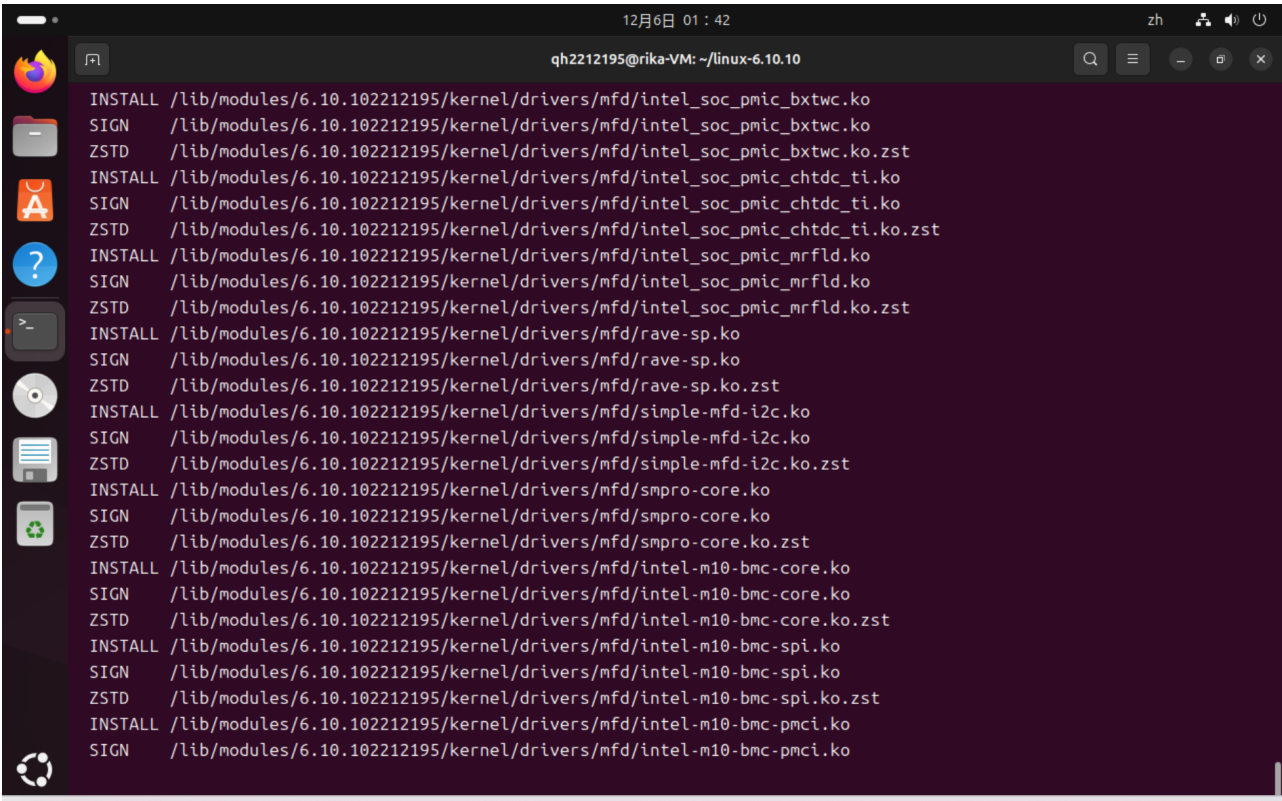 12月6日 01：42
zh
qh2212195@rika-VM: ~/linux-6.10.10
INSTALL /lib/modules/6.10.102212195/kernel/drivers/mfd/intel_soc_pmic_bxtwc.ko
SIGN /lib/modules/6.10.102212195/kernel/drivers/mfd/intel_soc_pmic_bxtwc.ko
ZSTD /lib/modules/6.10.102212195/kernel/drivers/mfd/intel_soc_pmic_bxtwc.ko.zst
INSTALL /lib/modules/6.10.102212195/kernel/drivers/mfd/intel_soc_pmic_chtdc_ti.ko
SIGN /lib/modules/6.10.102212195/kernel/drivers/mfd/intel_soc_pmic_chtdc_ti.ko
ZSTD /lib/modules/6.10.102212195/kernel/drivers/mfd/intel_soc_pmic_chtdc_ti.ko.zst
INSTALL /lib/modules/6.10.102212195/kernel/drivers/mfd/intel_soc_pmic_mrfld.ko
SIGN /lib/modules/6.10.102212195/kernel/drivers/mfd/intel_soc_pmic_mrfld.ko
ZSTD /lib/modules/6.10.102212195/kernel/drivers/mfd/intel_soc_pmic_mrfld.ko.zst
INSTALL /lib/modules/6.10.102212195/kernel/drivers/mfd/rave-sp.ko
SIGN /lib/modules/6.10.102212195/kernel/drivers/mfd/rave-sp.ko
ZSTD /lib/modules/6.10.102212195/kernel/drivers/mfd/rave-sp.ko.zst
INSTALL /lib/modules/6.10.102212195/kernel/drivers/mfd/simple-mfd-i2c.ko
SIGN /lib/modules/6.10.102212195/kernel/drivers/mfd/simple-mfd-i2c.ko
ZSTD /lib/modules/6.10.102212195/kernel/drivers/mfd/simple-mfd-i2c.ko.zst
INSTALL /lib/modules/6.10.102212195/kernel/drivers/mfd/smpro-core.ko
SIGN /lib/modules/6.10.102212195/kernel/drivers/mfd/smpro-core.ko
ZSTD /lib/modules/6.10.102212195/kernel/drivers/mfd/smpro-core.ko.zst
INSTALL /lib/modules/6.10.102212195/kernel/drivers/mfd/intel-m10-bmc-core.ko
SIGN /lib/modules/6.10.102212195/kernel/drivers/mfd/intel-m10-bmc-core.ko
ZSTD /lib/modules/6.10.102212195/kernel/drivers/mfd/intel-m10-bmc-core.ko.zst
INSTALL /lib/modules/6.10.102212195/kernel/drivers/mfd/intel-m10-bmc-spi.ko
SIGN /lib/modules/6.10.102212195/kernel/drivers/mfd/intel-m10-bmc-spi.ko
ZSTD /lib/modules/6.10.102212195/kernel/drivers/mfd/intel-m10-bmc-spi.ko.zst
INSTALL /lib/modules/6.10.102212195/kernel/drivers/mfd/intel-m10-bmc-pmci.ko
SIGN /lib/modules/6.10.102212195/kernel/drivers/mfd/intel-m10-bmc-pmci.ko